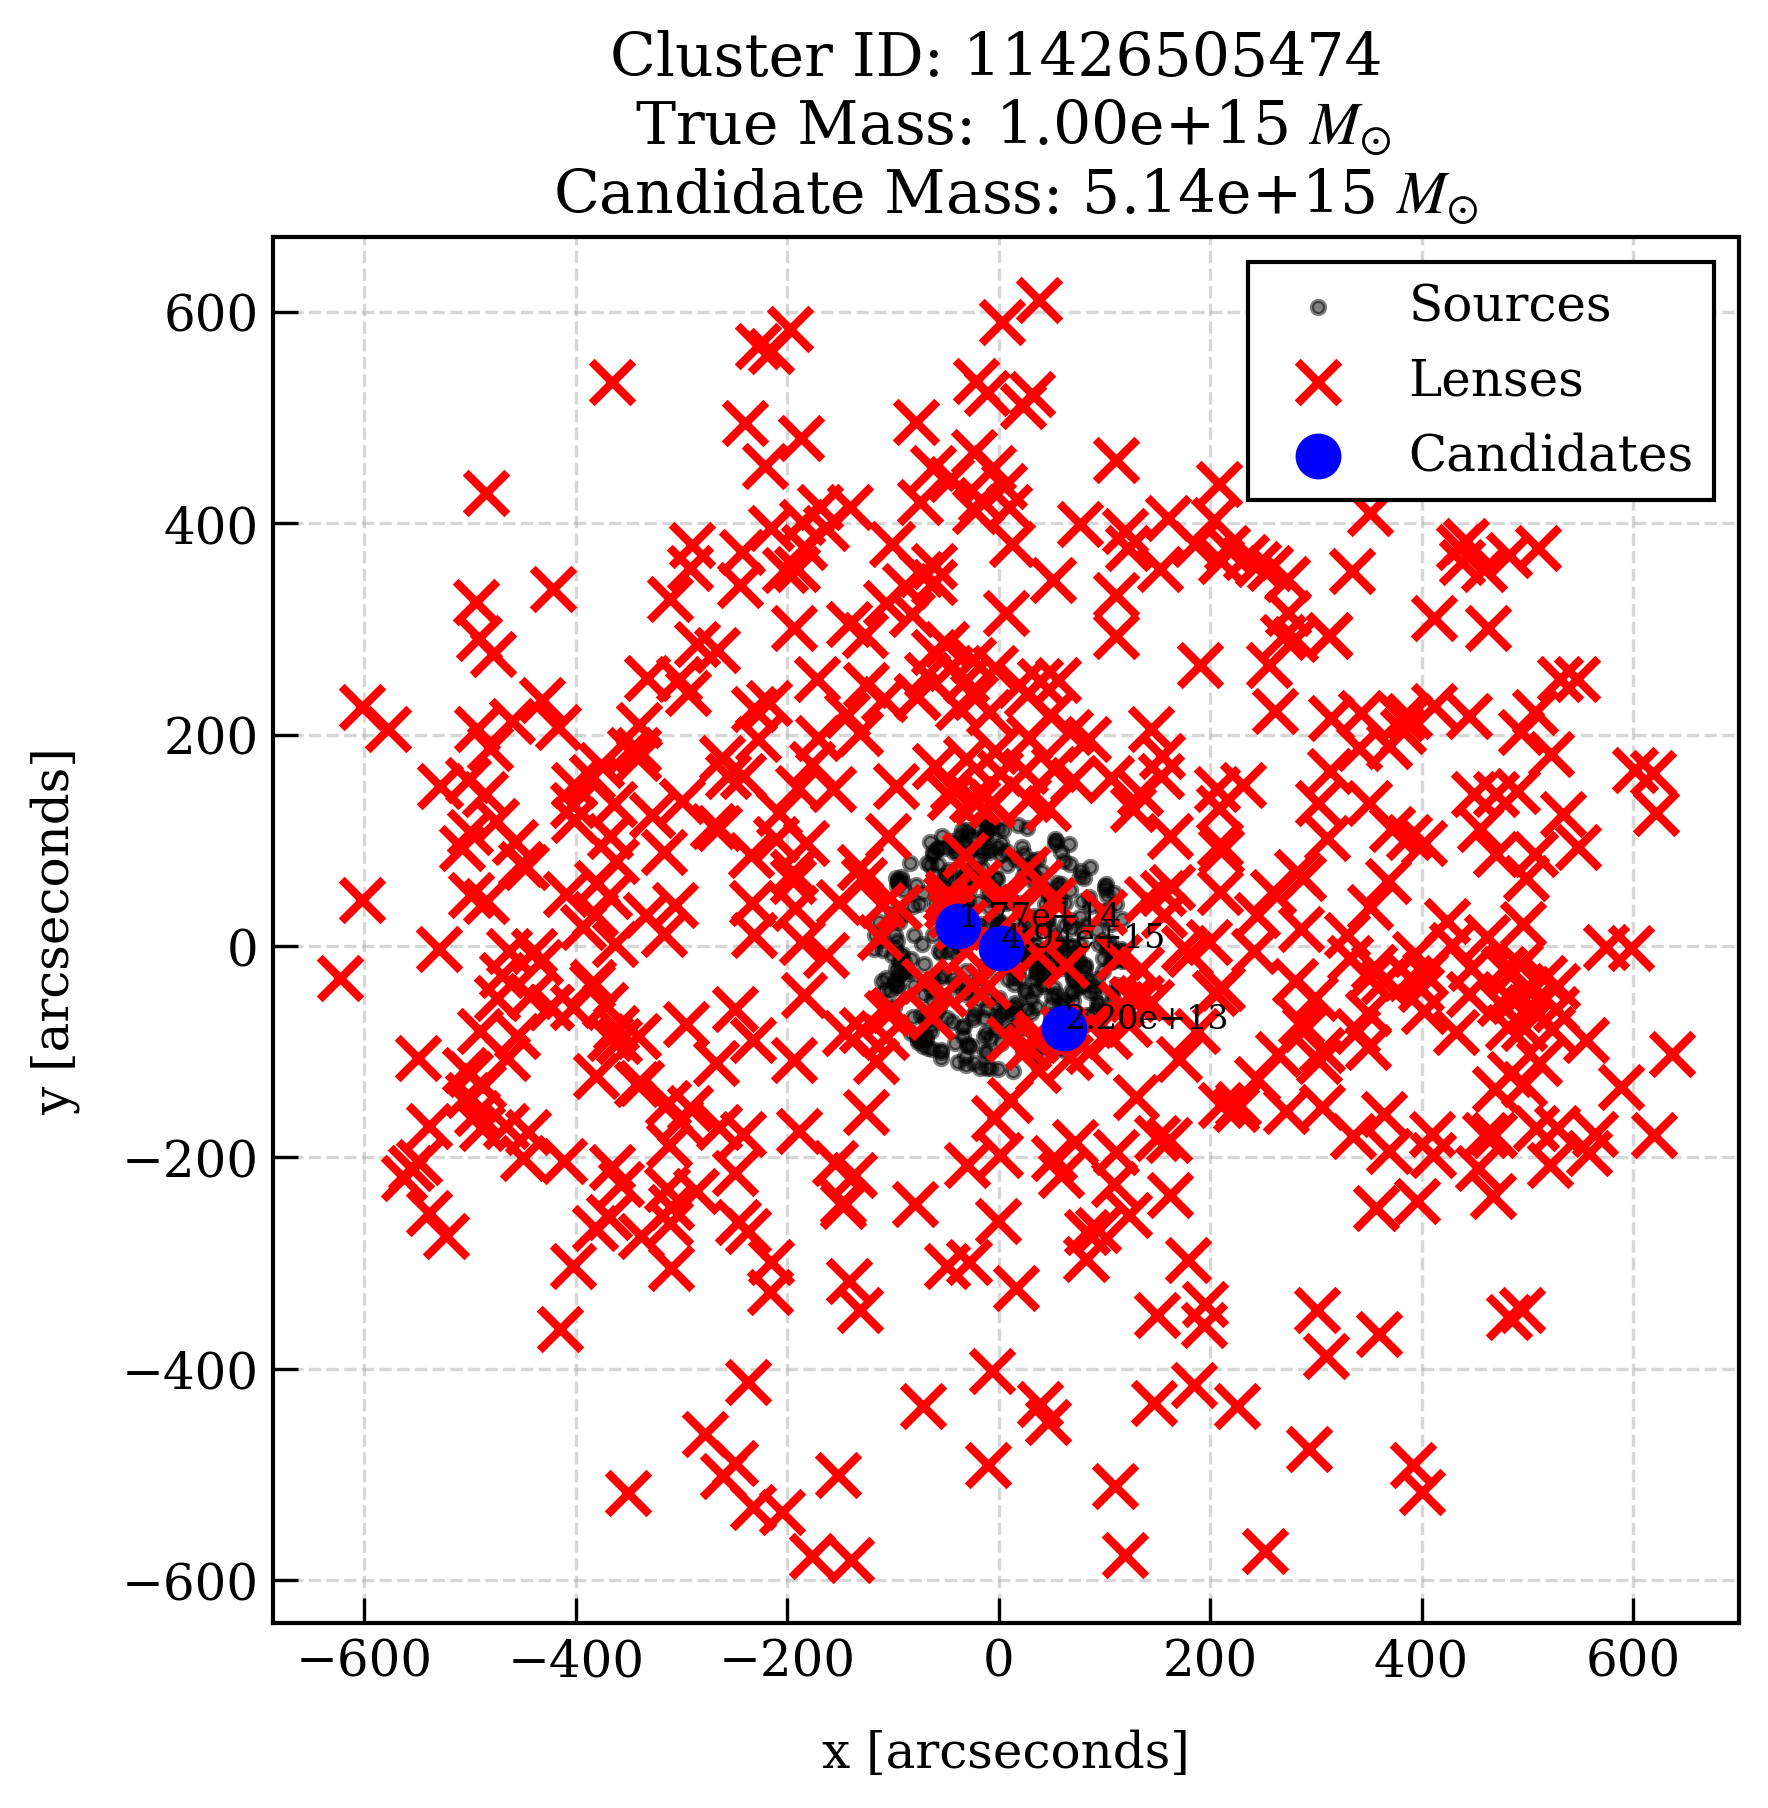 Cluster ID: 11426505474
True Mass: 1.00e+15 M⊙
Candidate Mass: 5.14e+15 M⊙
Sources
Lenses
Candidates
600
400
200
0
−200
−400
−600
y [arcseconds]
1.77e+14
4.94e+15
2.20e+13
−600
−400
−200
0
200
400
600
x [arcseconds]